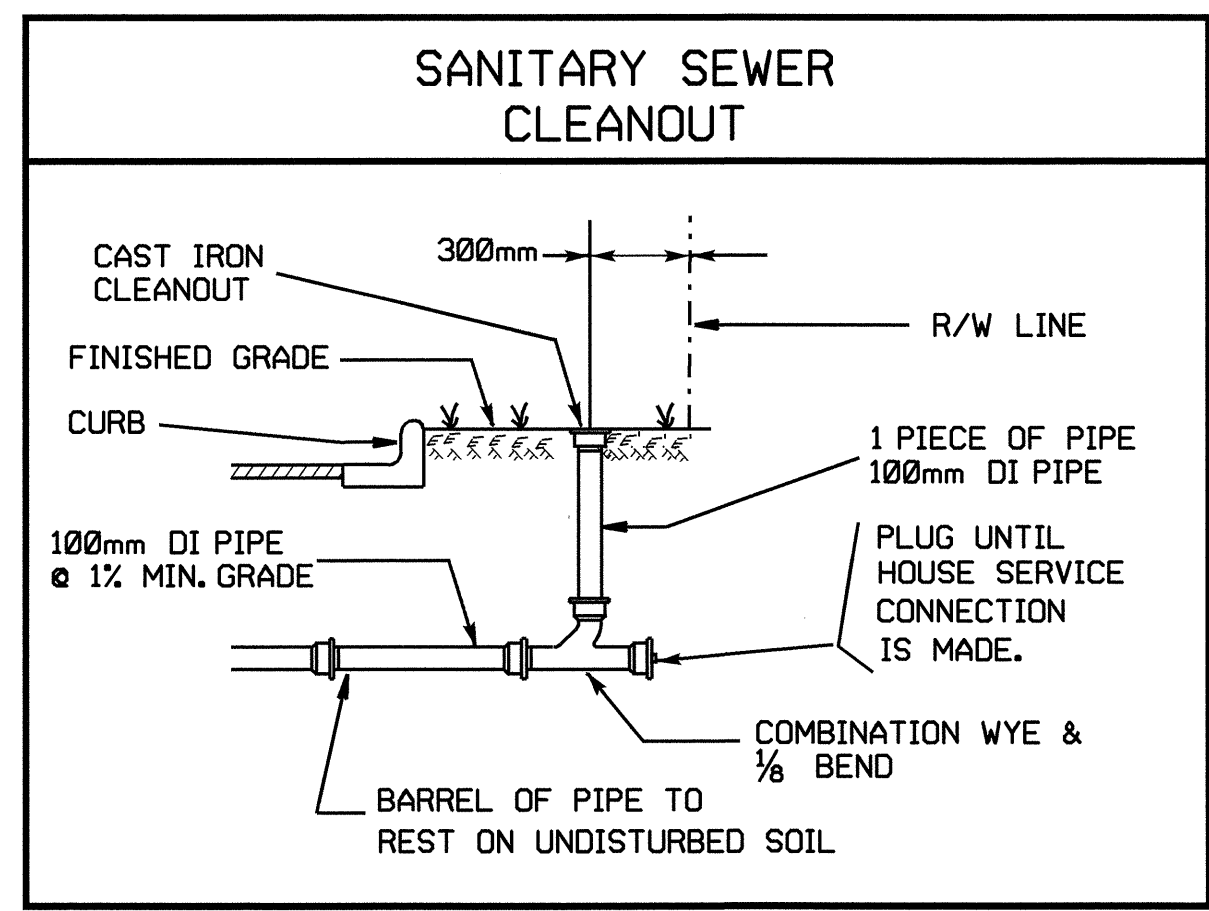 SANITARY SEWER
CLEANOUT
300mm
CAST IRON
CLEANOUT
R/W LINE
FINISHED GRADE
CURB
1 PIECE OF PIPE
100mm DI PIPE
100mm DI PIPE
@ 1% MIN. GRADE
PLUG UNTIL
HOUSE SERVICE
CONNECTION
IS MADE.
COMBINATION WYE &
⅛ BEND
BARREL OF PIPE TO
REST ON UNDISTURBED SOIL